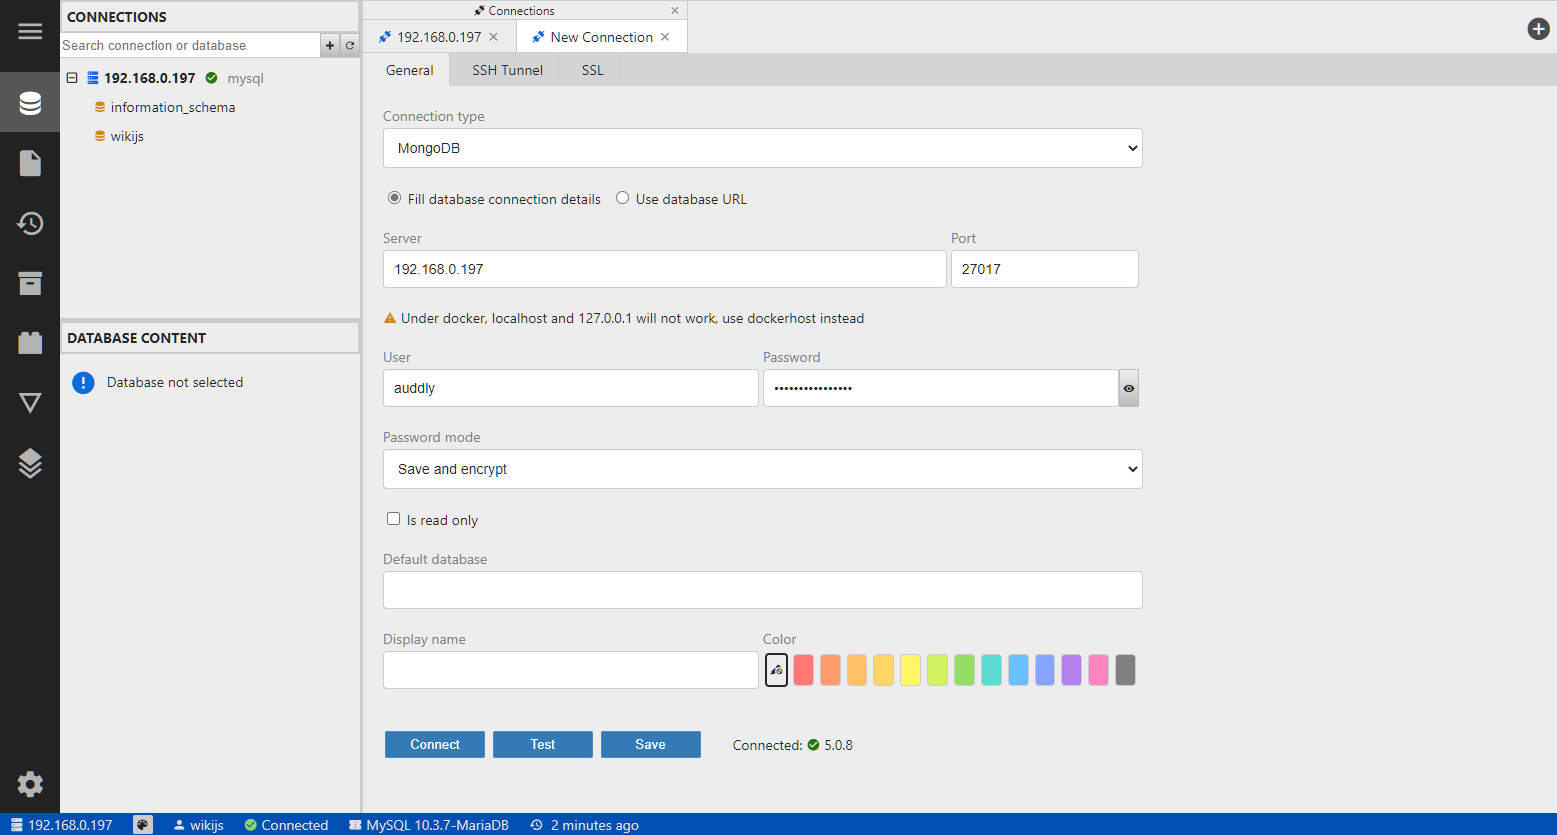 CONNECTIONS
Search connection or database
192.168.0.197 mysql
information_schema
wikijs
DATABASE CONTENT
Database not selected
Connections
192.168.0.197 New Connection
General SSH Tunnel SSL
Connection type
MongoDB
Fill database connection details Use database URL
Server Port
192.168.0.197 27017
Under docker, localhost and 127.0.0.1 will not work, use dockerhost instead
User Password
auddly ••••••••••••••••
Password mode
Save and encrypt
Is read only
Default database
Display name Color
Connect Test Save Connected: 5.0.8
192.168.0.197 wikijs Connected MySQL 10.3.7-MariaDB 2 minutes ago